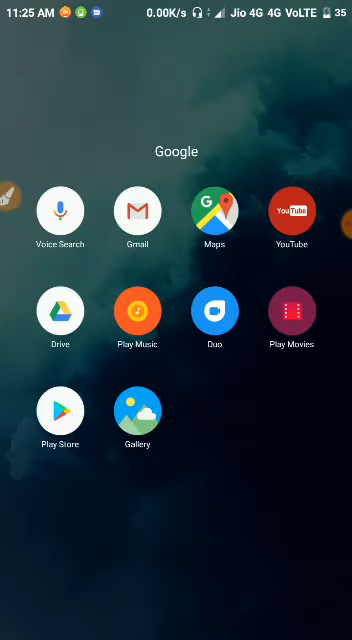 11:25 AM 0.00K/s Jio 4G 4G VoLTE 35
Google
Voice Search Gmail Maps YouTube
Drive Play Music Duo Play Movies
Play Store Gallery